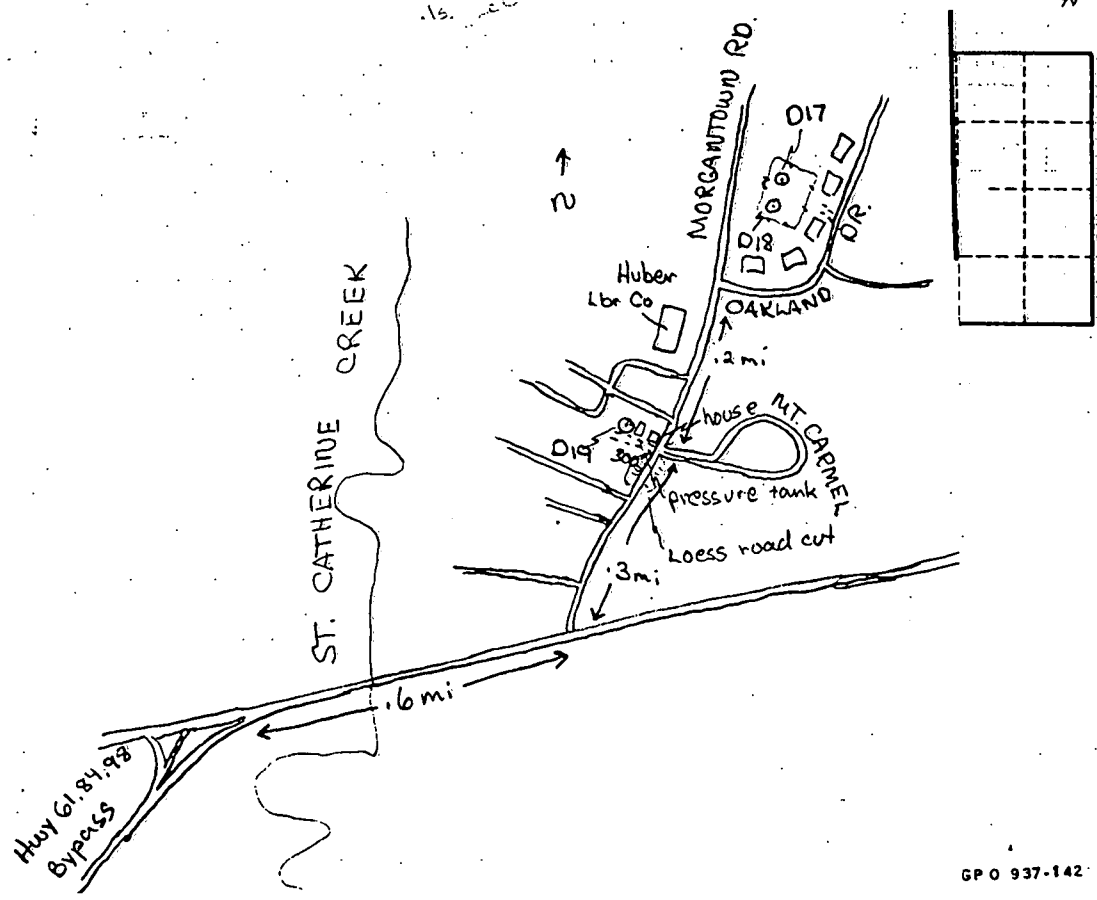 N
MORGANTOWN RD.
D17
N
D18
DR.
Huber
Lbr Co
OAKLAND
CREEK
.2 mi
house
MT. CARMEL
D19
300'
pressure tank
ST. CATHERINE
Loess road cut
.3 mi
.6 mi
Hwy 61, 84, 98
Bypass
GPO 937-142